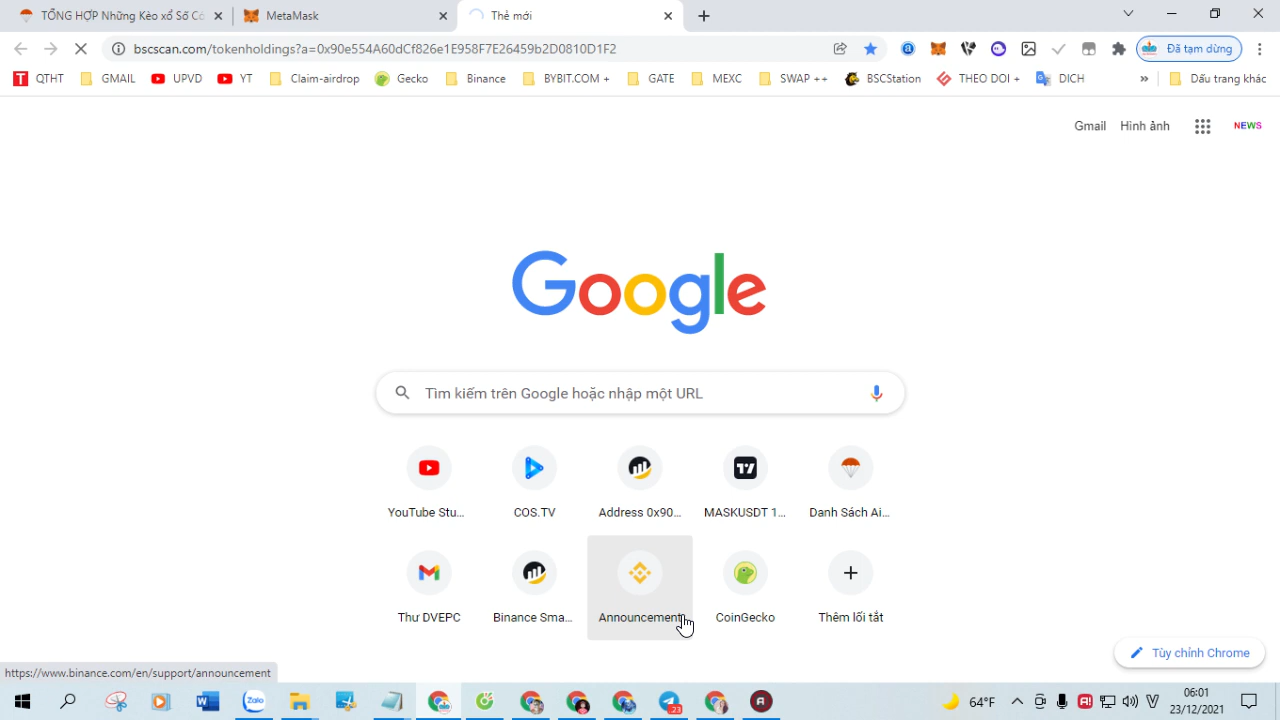 TỔNG HỢP Những Kèo xổ Số Cơ
MetaMask
Thẻ mới
bscscan.com/tokenholdings?a=0x90e554A60dCf826e1E958F7E26459b2D0810D1F2
Đã tạm dừng
QTHT
GMAIL
UPVD
YT
Claim-airdrop
Gecko
Binance
BYBIT.COM +
GATE
MEXC
SWAP ++
BSCStation
THEO DOI +
DICH
»
Dấu trang khác
Gmail
Hình ảnh
NEWS
Google
Tìm kiếm trên Google hoặc nhập một URL
YouTube Stu...
COS.TV
Address 0x90...
MASKUSDT 1...
Danh Sách Ai...
Thư DVEPC
Binance Sma...
Announcement
CoinGecko
Thêm lối tắt
Tùy chỉnh Chrome
https://www.binance.com/en/support/announcement
Zalo
23
64°F
06:01
23/12/2021